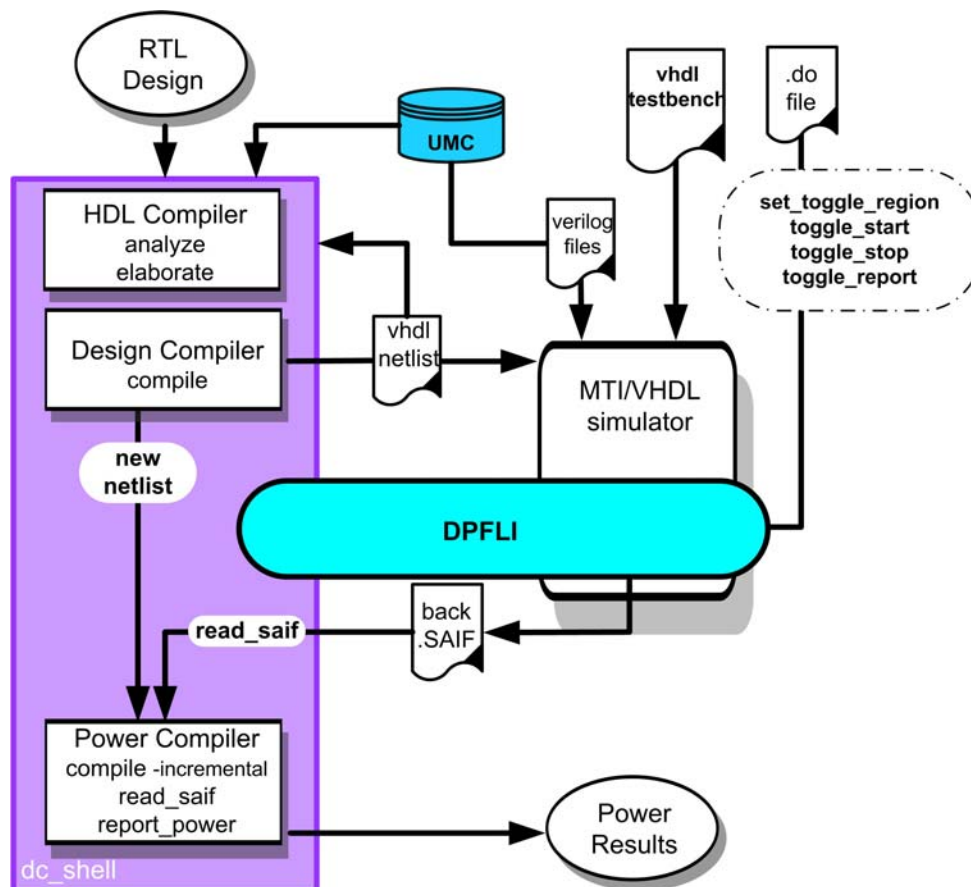 RTL
Design
UMC
vhdl
testbench
.do
file
HDL Compiler
analyze
elaborate
verilog
files
set_toggle_region
toggle_start
toggle_stop
toggle_report
Design Compiler
compile
vhdl
netlist
MTI/VHDL
simulator
new
netlist
DPFLI
read_saif
back
.SAIF
Power Compiler
compile -incremental
read_saif
report_power
Power
Results
dc_shell